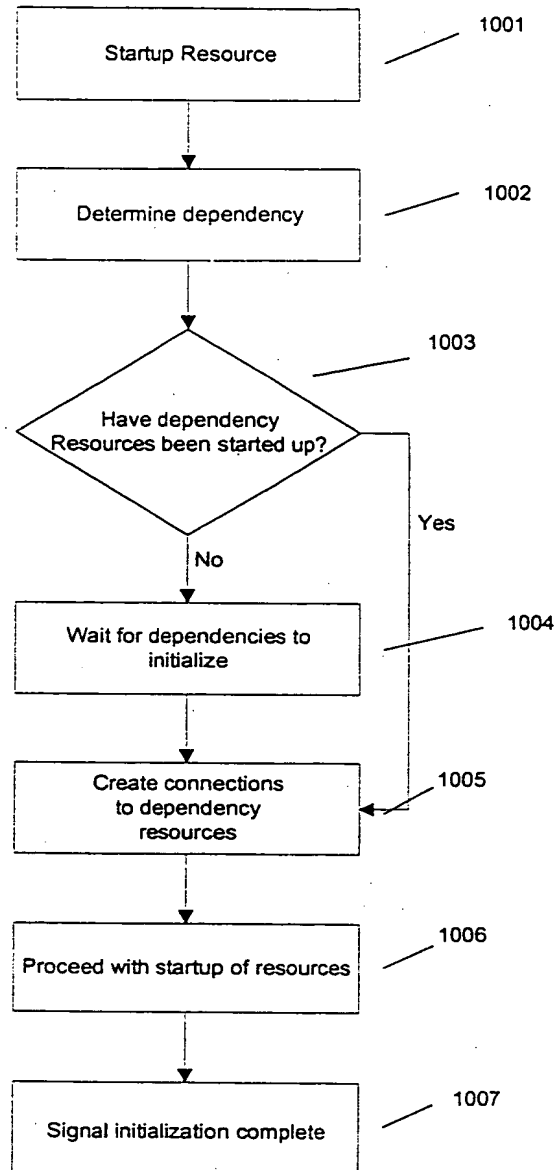 1001
Startup Resource
1002
Determine dependency
1003
Have dependency
Resources been started up?
Yes
No
Wait for dependencies to
initialize
1004
Create connections
to dependency
resources
1005
1006
Proceed with startup of resources
1007
Signal initialization complete